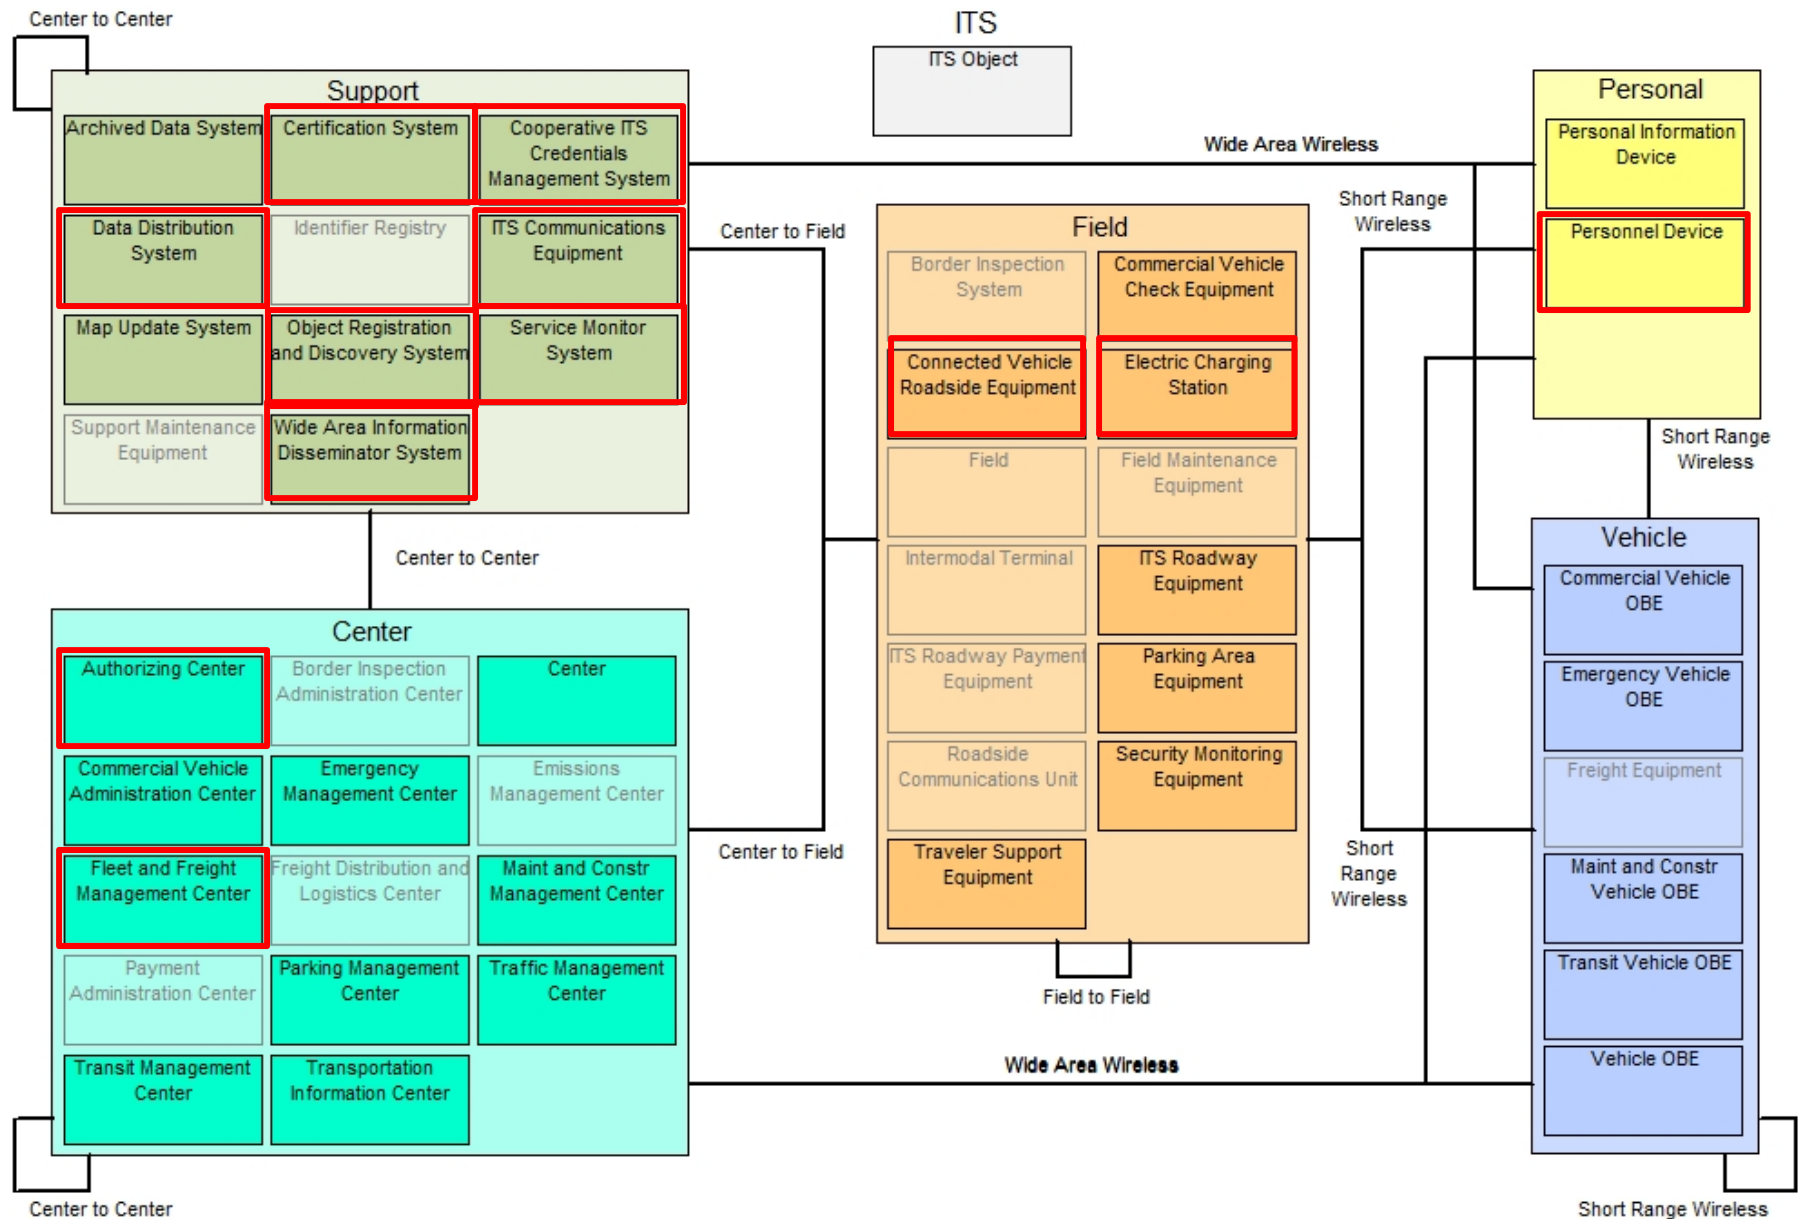 Center to Center
ITS
ITS Object
Support
Archived Data System
Certification System
Cooperative ITS
Credentials
Management System
Data Distribution
System
Identifier Registry
ITS Communications
Equipment
Map Update System
Object Registration
and Discovery System
Service Monitor
System
Support Maintenance
Equipment
Wide Area Information
Disseminator System
Center to Center
Center
Authorizing Center
Border Inspection
Administration Center
Center
Commercial Vehicle
Administration Center
Emergency
Management Center
Emissions
Management Center
Fleet and Freight
Management Center
Freight Distribution and
Logistics Center
Maint and Constr
Management Center
Payment
Administration Center
Parking Management
Center
Traffic Management
Center
Transit Management
Center
Transportation
Information Center
Center to Center
Center to Field
Center to Field
Field
Border Inspection
System
Commercial Vehicle
Check Equipment
Connected Vehicle
Roadside Equipment
Electric Charging
Station
Field
Field Maintenance
Equipment
Intermodal Terminal
ITS Roadway
Equipment
ITS Roadway Payment
Equipment
Parking Area
Equipment
Roadside
Communications Unit
Security Monitoring
Equipment
Traveler Support
Equipment
Field to Field
Wide Area Wireless
Wide Area Wireless
Short Range
Wireless
Short
Range
Wireless
Personal
Personal Information
Device
Personnel Device
Short Range
Wireless
Vehicle
Commercial Vehicle
OBE
Emergency Vehicle
OBE
Freight Equipment
Maint and Constr
Vehicle OBE
Transit Vehicle OBE
Vehicle OBE
Short Range Wireless